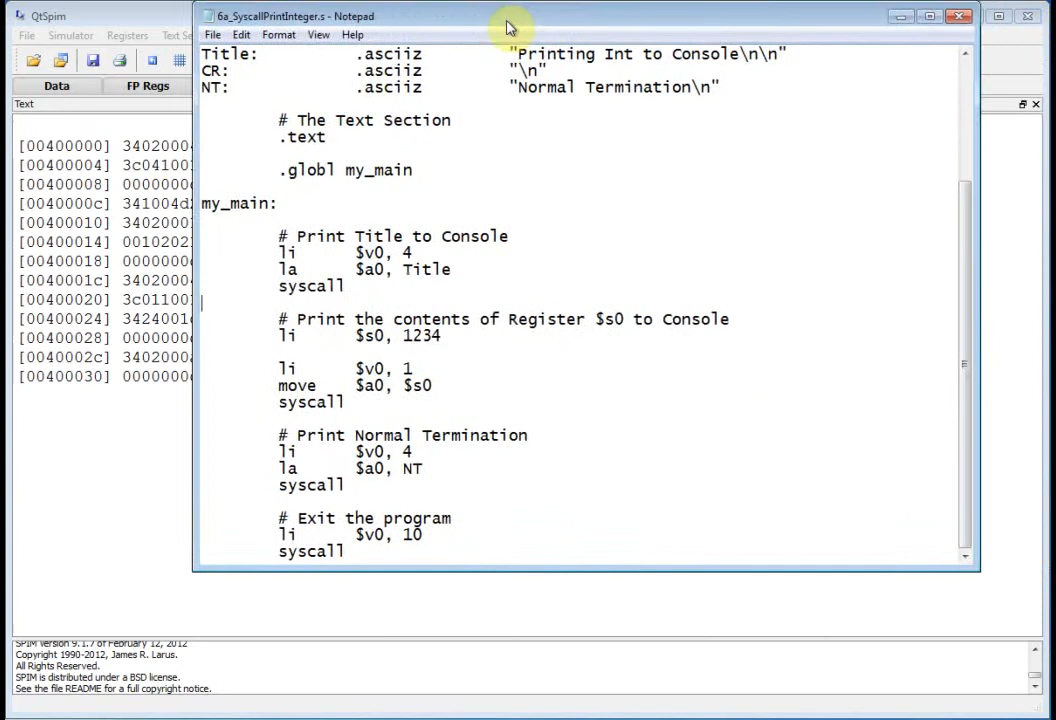 QtSpim
File Simulator Registers Text Se
Data FP Regs
Text
[00400000] 3402000
[00400004] 3c04100
[00400008] 0000000
[0040000c] 341004d
[00400010] 3402000
[00400014] 0010202
[00400018] 0000000
[0040001c] 3402000
[00400020] 3c01100
[00400024] 3424001
[00400028] 0000000
[0040002c] 3402000
[00400030] 0000000
6a_SyscallPrintInteger.s - Notepad
File Edit Format View Help
Title: .asciiz "Printing Int to Console\n\n"
CR: .asciiz "\n"
NT: .asciiz "Normal Termination\n"
# The Text Section
.text
.globl my_main
my_main:
# Print Title to Console
li $v0, 4
la $a0, Title
syscall
# Print the contents of Register $s0 to Console
li $s0, 1234
li $v0, 1
move $a0, $s0
syscall
# Print Normal Termination
li $v0, 4
la $a0, NT
syscall
# Exit the program
li $v0, 10
syscall
SPIM Version 9.1.7 of February 12, 2012
Copyright 1990-2012, James R. Larus.
All Rights Reserved.
SPIM is distributed under a BSD license.
See the file README for a full copyright notice.